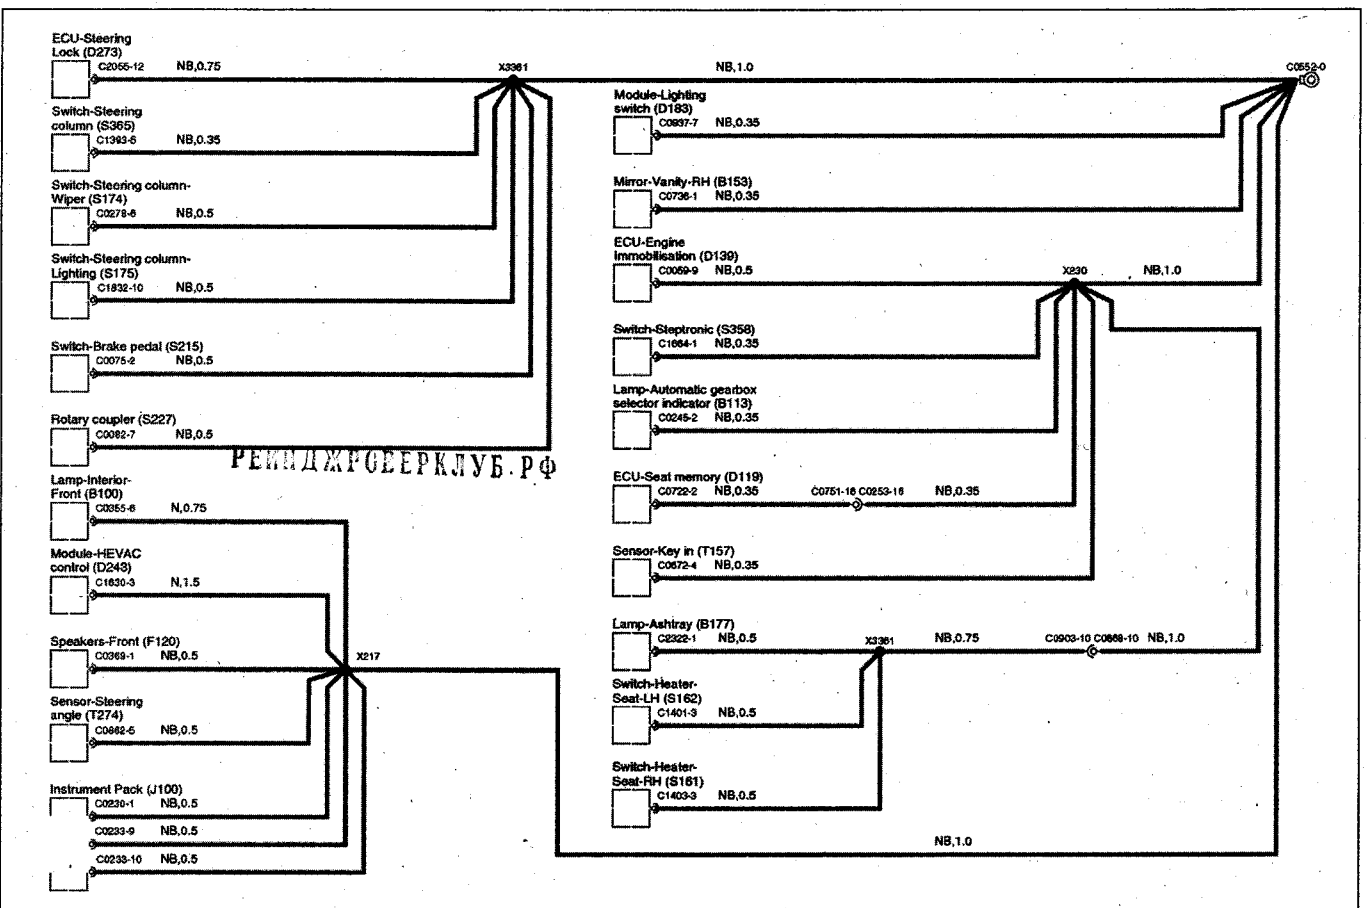 ECU-Steering
Lock (D273)
C2055-12 NB,0.75
X3361
NB,1.0
C0552-0
Switch-Steering
column (S365)
C1393-5 NB,0.35
Switch-Steering column-
Wiper (S174)
C0278-6 NB,0.5
Switch-Steering column-
Lighting (S175)
C1832-10 NB,0.5
Switch-Brake pedal (S215)
C0075-2 NB,0.5
Rotary coupler (S227)
C0082-7 NB,0.5
РЕЙНДЖРОВЕРКЛУБ.РФ
Lamp-Interior-
Front (B100)
C0355-6 N,0.75
Module-HEVAC
control (D243)
C1630-3 N,1.5
Speakers-Front (F120)
C0369-1 NB,0.5
X217
Sensor-Steering
angle (T274)
C0862-5 NB,0.5
Instrument Pack (J100)
C0230-1 NB,0.5
C0233-9 NB,0.5
C0233-10 NB,0.5
Module-Lighting
switch (D183)
C0937-7 NB,0.35
Mirror-Vanity-RH (B153)
C0736-1 NB,0.35
ECU-Engine
Immobilisation (D139)
C0059-9 NB,0.5
X230
NB,1.0
Switch-Steptronic (S358)
C1664-1 NB,0.35
Lamp-Automatic gearbox
selector indicator (B113)
C0245-2 NB,0.35
ECU-Seat memory (D119)
C0722-2 NB,0.35 C0751-16 C0253-16 NB,0.35
Sensor-Key in (T157)
C0672-4 NB,0.35
Lamp-Ashtray (B177)
C2322-1 NB,0.5 X3361 NB,0.75 C0903-10 C0868-10 NB,1.0
Switch-Heater-
Seat-LH (S162)
C1401-3 NB,0.5
Switch-Heater-
Seat-RH (S161)
C1403-3 NB,0.5
NB,1.0